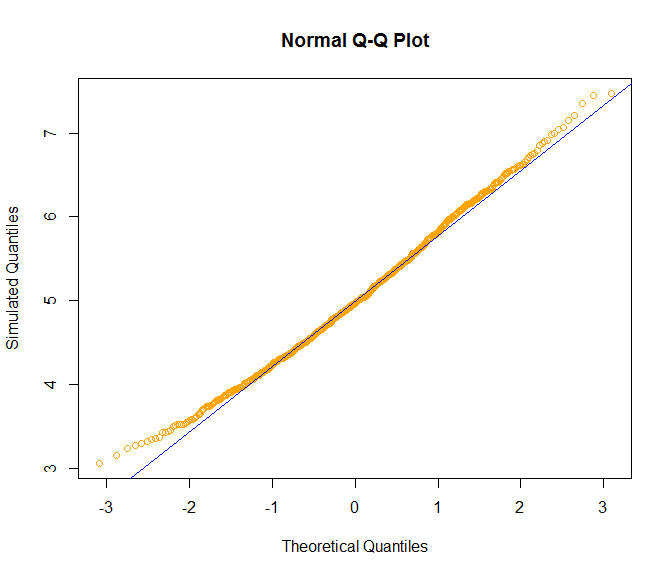 Normal Q-Q Plot
Simulated Quantiles
7
6
5
4
3
-3 -2 -1 0 1 2 3
Theoretical Quantiles